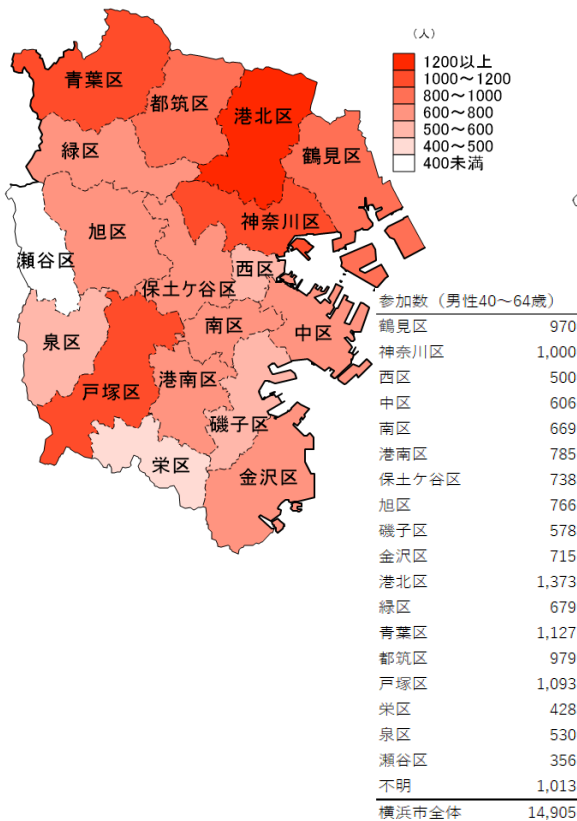 （人）
1200以上
1000～1200
800～1000
600～800
500～600
400～500
400未満
青葉区
都筑区
港北区
鶴見区
緑区
神奈川区
旭区
瀬谷区
西区
保土ケ谷区
南区
中区
泉区
戸塚区
港南区
磯子区
栄区
金沢区
参加数（男性40～64歳）
鶴見区 970
神奈川区 1,000
西区 500
中区 606
南区 669
港南区 785
保土ケ谷区 738
旭区 766
磯子区 578
金沢区 715
港北区 1,373
緑区 679
青葉区 1,127
都筑区 979
戸塚区 1,093
栄区 428
泉区 530
瀬谷区 356
不明 1,013
横浜市全体 14,905